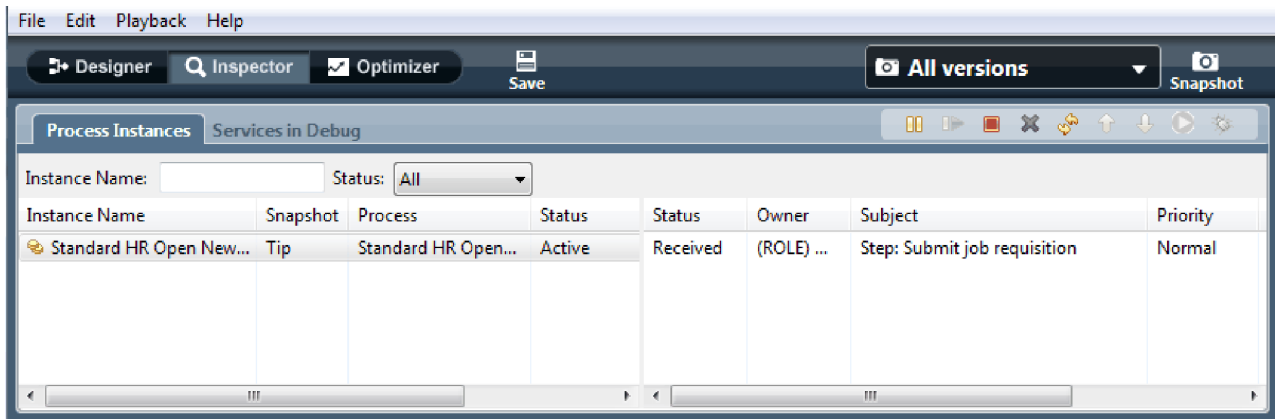 File Edit Playback Help
Designer Inspector Optimizer Save All versions Snapshot
Process Instances Services in Debug
Instance Name: Status: All
Instance Name Snapshot Process Status Status Owner Subject Priority
Standard HR Open New... Tip Standard HR Open... Active Received (ROLE) ... Step: Submit job requisition Normal